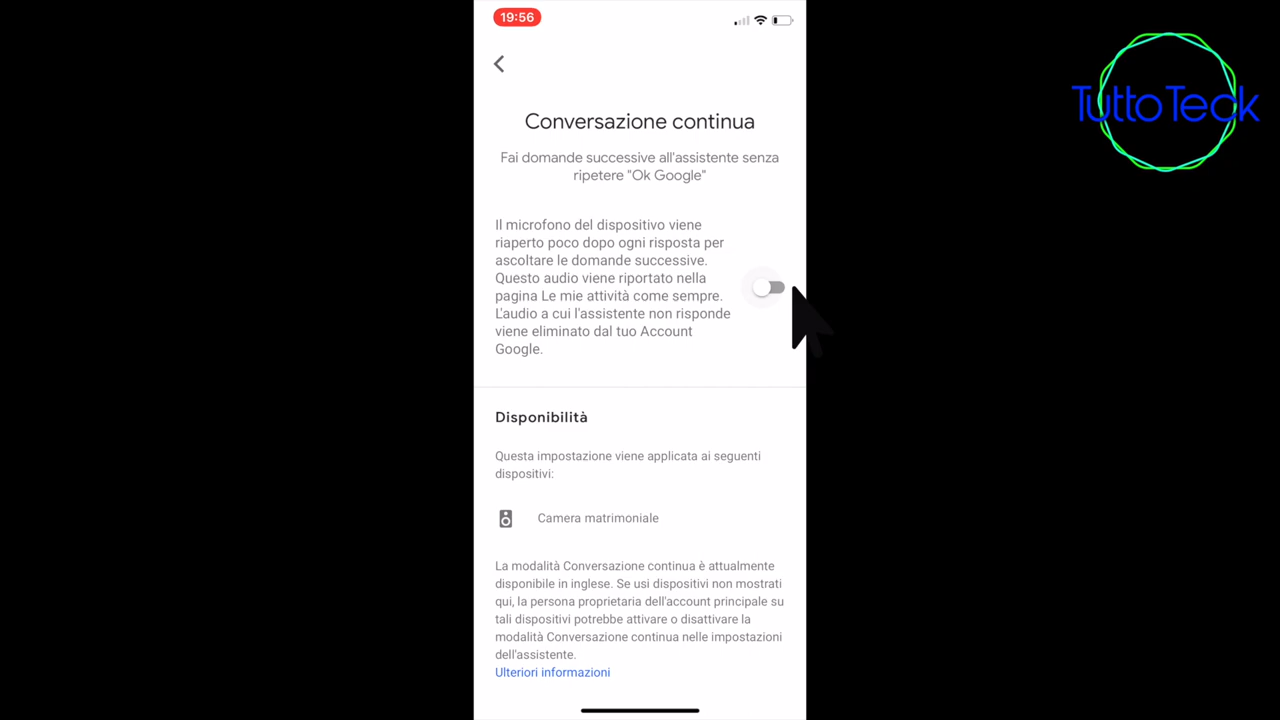 19:56
TuttoTeck
Conversazione continua
Fai domande successive all'assistente senza
ripetere "Ok Google"
Il microfono del dispositivo viene
riaperto poco dopo ogni risposta per
ascoltare le domande successive.
Questo audio viene riportato nella
pagina Le mie attività come sempre.
L'audio a cui l'assistente non risponde
viene eliminato dal tuo Account
Google.
Disponibilità
Questa impostazione viene applicata ai seguenti
dispositivi:
Camera matrimoniale
La modalità Conversazione continua è attualmente
disponibile in inglese. Se usi dispositivi non mostrati
qui, la persona proprietaria dell'account principale su
tali dispositivi potrebbe attivare o disattivare la
modalità Conversazione continua nelle impostazioni
dell'assistente.
Ulteriori informazioni